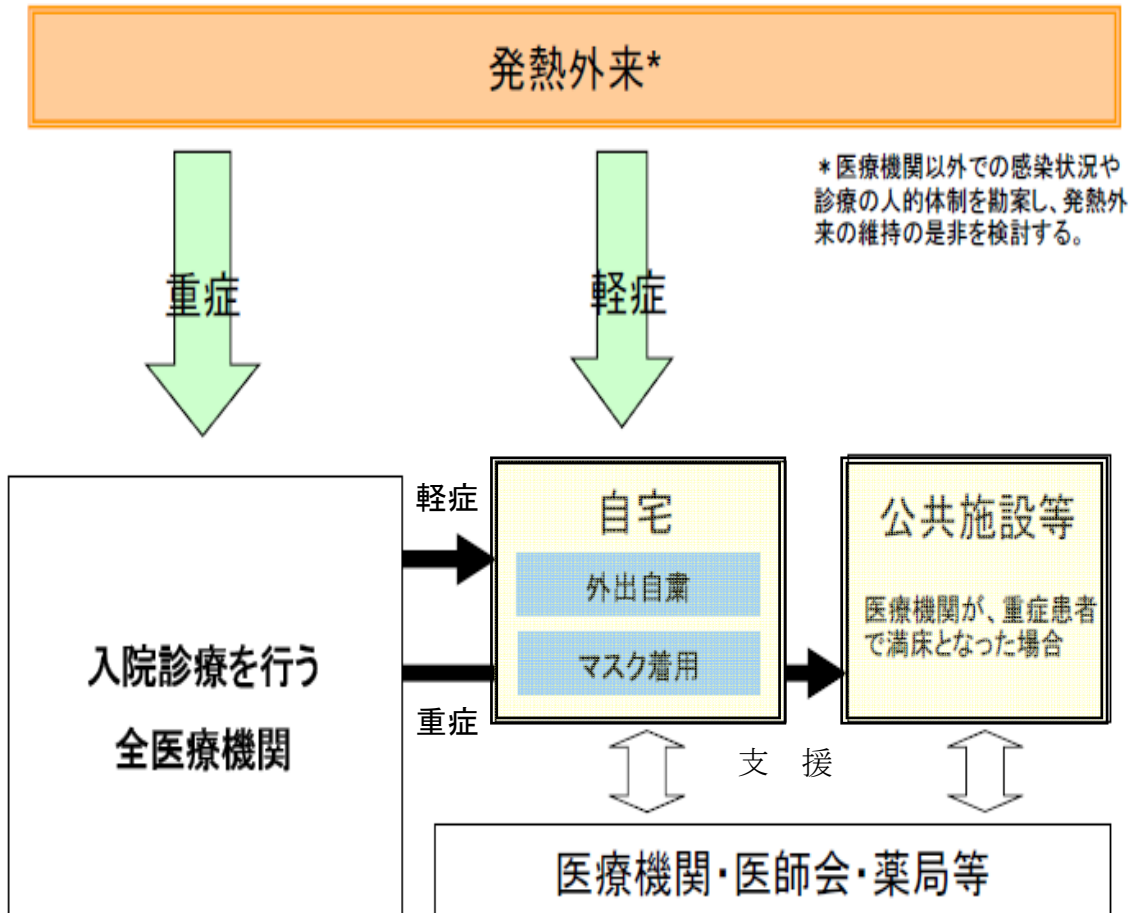 発熱外来*
*医療機関以外での感染状況や
診療の人的体制を勘案し、発熱外
来の維持の是非を検討する。
重症
軽症
入院診療を行う
全医療機関
軽症
重症
自宅
外出自粛
マスク着用
公共施設等
医療機関が、重症患者
で満床となった場合
支　援
医療機関・医師会・薬局等